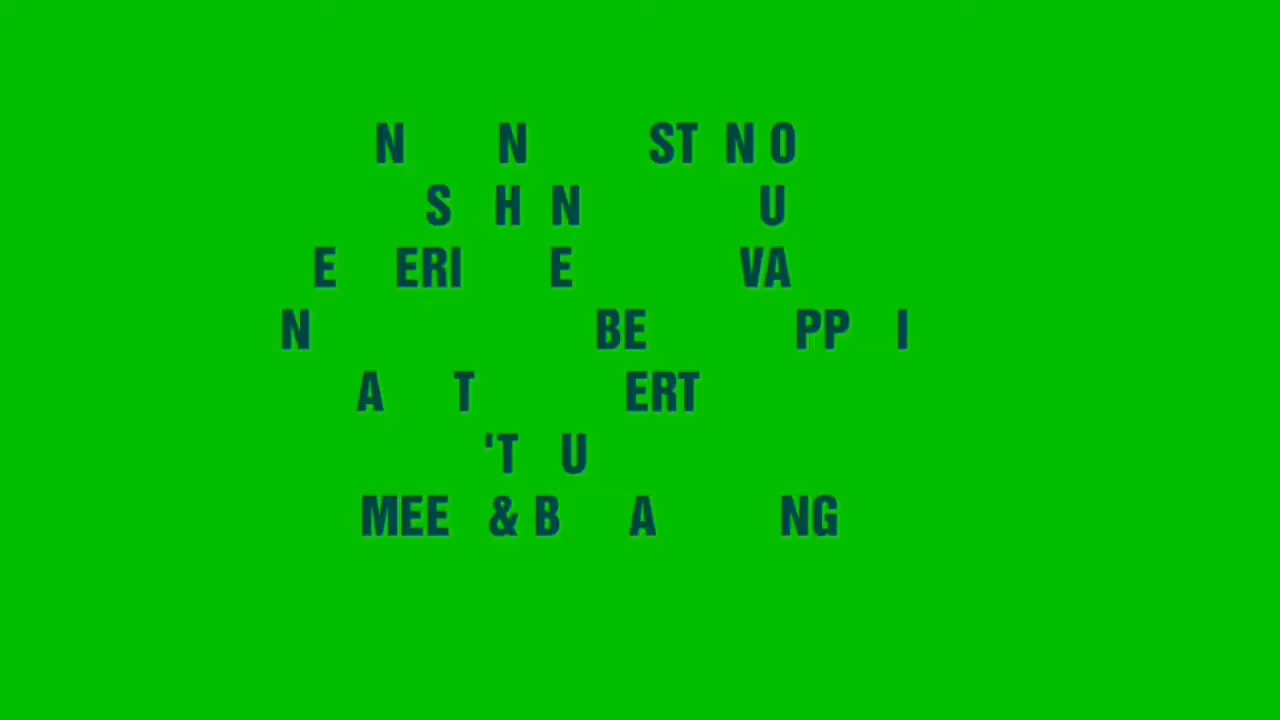 N N ST N O
S H N U
E ERI E VA
N BE PP I
A T ERT
'T U
MEE & B A NG